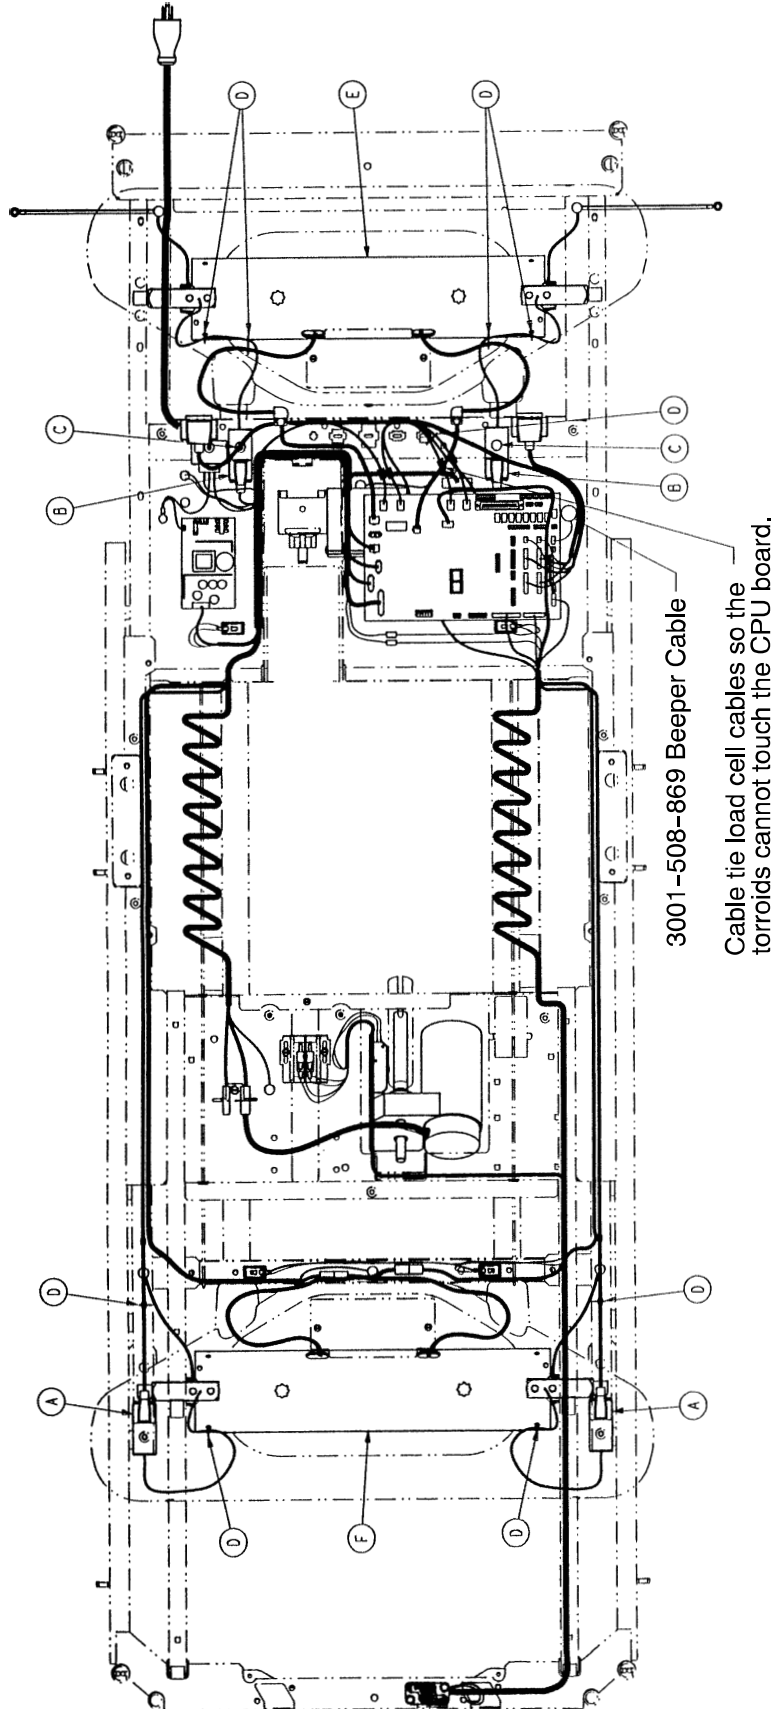 D
E
D
C
D
C
B
B
3001-508-869 Beeper Cable
Cable tie load cell cables so the
torroids cannot touch the CPU board.
D
D
A
A
D
F
D